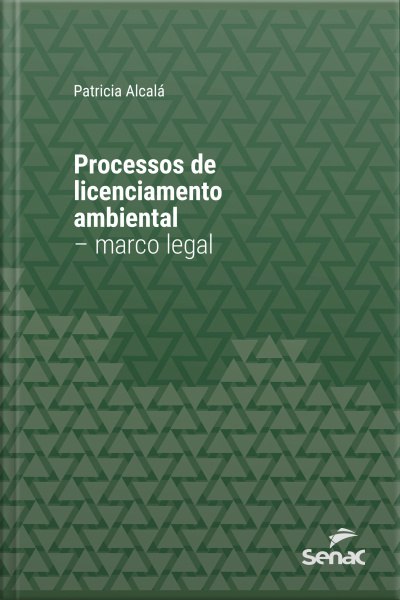 Patricia Alcalá
Processos de
licenciamento
ambiental
– marco legal
senac